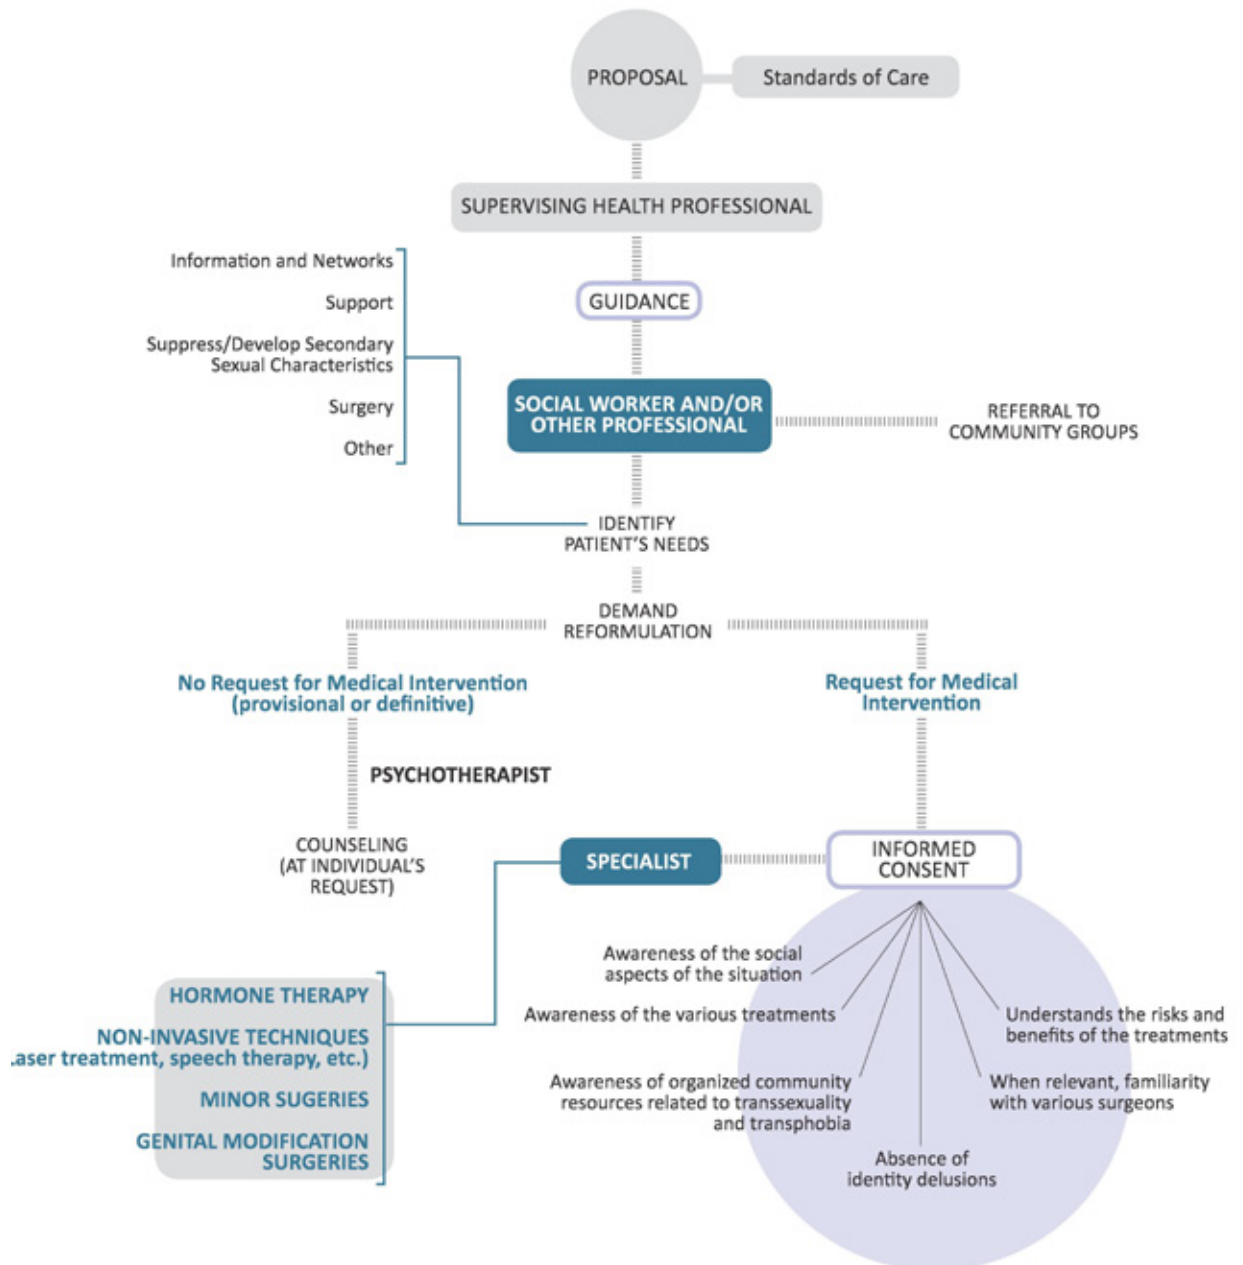 PROPOSAL
Standards of Care
SUPERVISING HEALTH PROFESSIONAL
Information and Networks
Support
Suppress/Develop Secondary
Sexual Characteristics
Surgery
Other
GUIDANCE
SOCIAL WORKER AND/OR
OTHER PROFESSIONAL
REFERRAL TO
COMMUNITY GROUPS
IDENTIFY
PATIENT'S NEEDS
DEMAND
REFORMULATION
No Request for Medical Intervention
(provisional or definitive)
Request for Medical
Intervention
PSYCHOTHERAPIST
COUNSELING
(AT INDIVIDUAL'S
REQUEST)
SPECIALIST
INFORMED
CONSENT
HORMONE THERAPY
NON-INVASIVE TECHNIQUES
aser treatment, speech therapy, etc.)
MINOR SUGERIES
GENITAL MODIFICATION
SURGERIES
Awareness of the social
aspects of the situation
Awareness of the various treatments
Awareness of organized community
resources related to transsexuality
and transphobia
Absence of
identity delusions
When relevant, familiarity
with various surgeons
Understands the risks and
benefits of the treatments